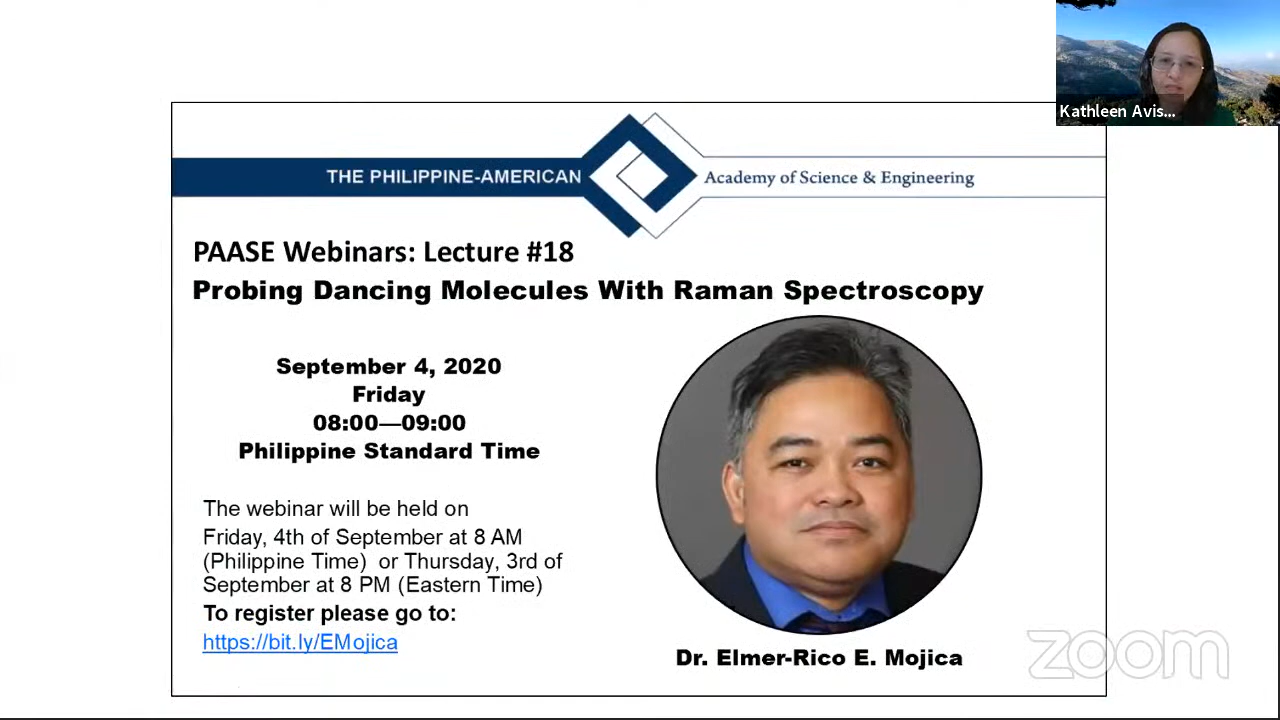 Kathleen Avis...
THE PHILIPPINE-AMERICAN
Academy of Science & Engineering
PAASE Webinars: Lecture #18
Probing Dancing Molecules With Raman Spectroscopy
September 4, 2020
Friday
08:00—09:00
Philippine Standard Time
The webinar will be held on
Friday, 4th of September at 8 AM
(Philippine Time) or Thursday, 3rd of
September at 8 PM (Eastern Time)
To register please go to:
https://bit.ly/EMojica
Dr. Elmer-Rico E. Mojica
zoom